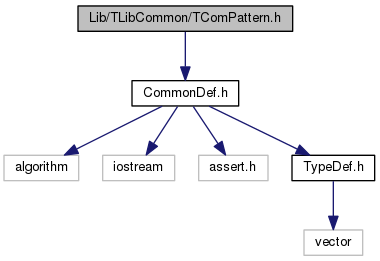 Lib/TLibCommon/TComPattern.h
CommonDef.h
algorithm
iostream
assert.h
TypeDef.h
vector